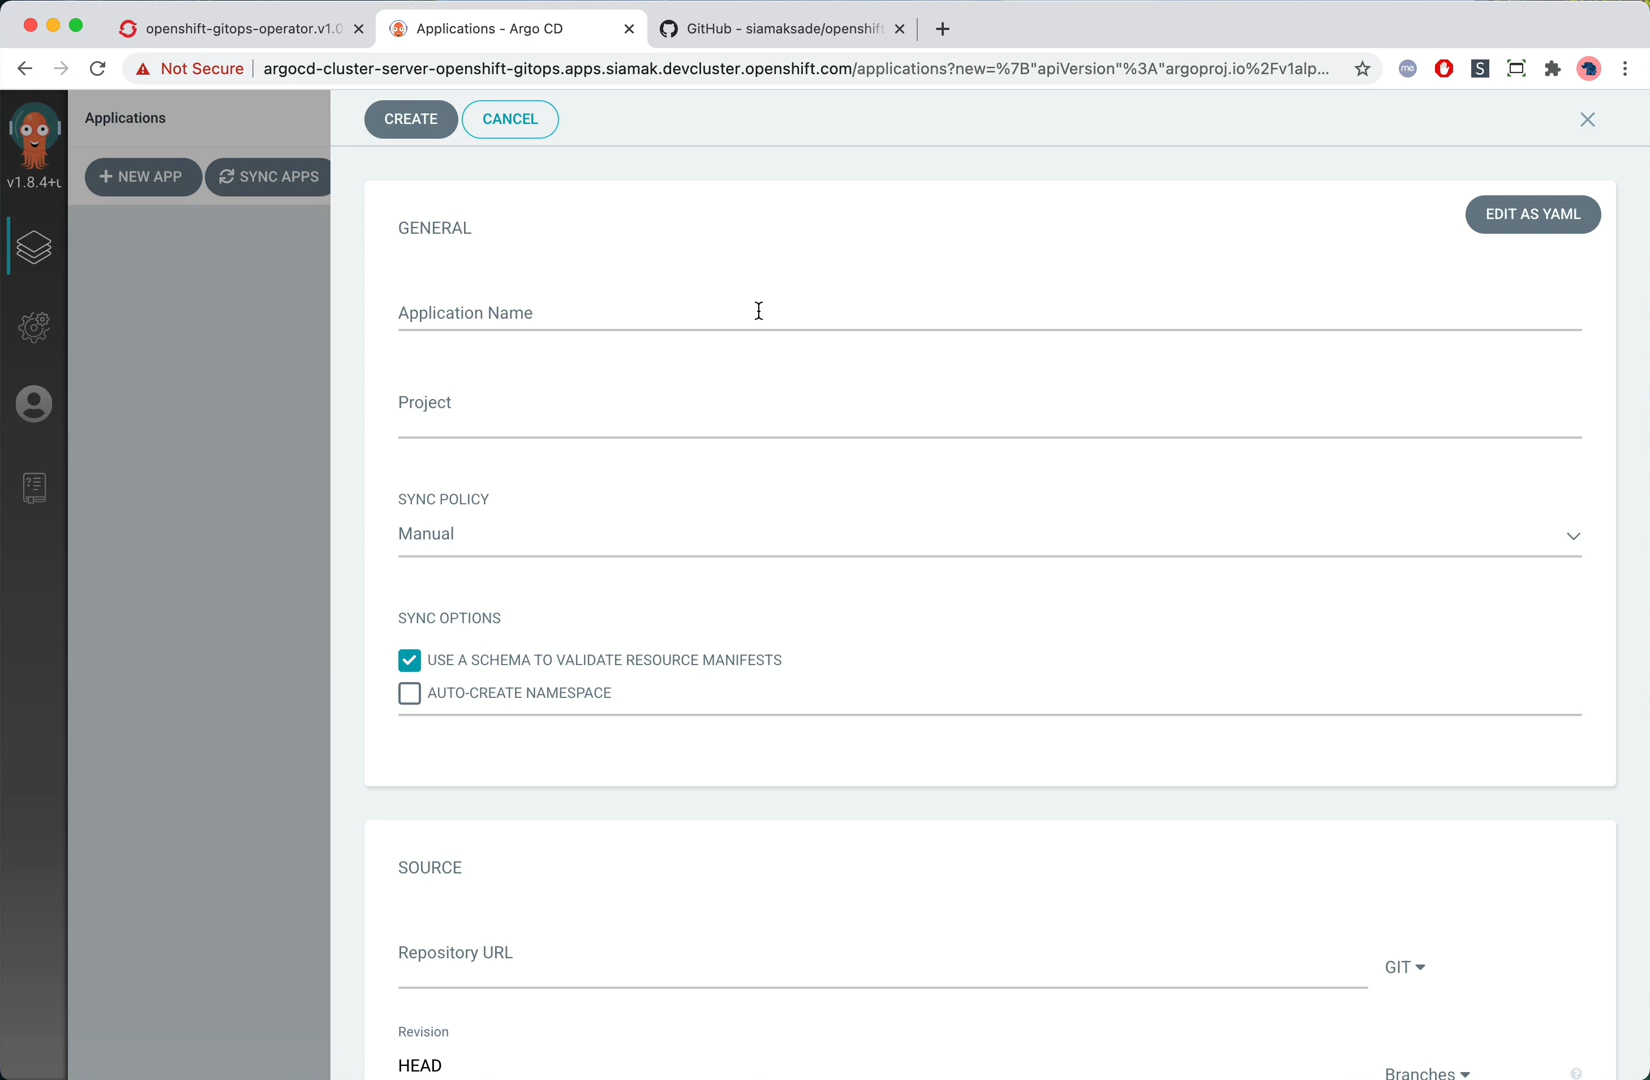 openshift-gitops-operator.v1.0
Applications - Argo CD
GitHub - siamaksade/openshift
Not Secure
argocd-cluster-server-openshift-gitops.apps.siamak.devcluster.openshift.com/applications?new=%7B"apiVersion"%3A"argoproj.io%2Fv1alp...
me
S
v1.8.4+u
Applications
+ NEW APP
SYNC APPS
CREATE
CANCEL
GENERAL
EDIT AS YAML
Application Name
Project
SYNC POLICY
Manual
SYNC OPTIONS
USE A SCHEMA TO VALIDATE RESOURCE MANIFESTS
AUTO-CREATE NAMESPACE
SOURCE
Repository URL
GIT
Revision
HEAD
Branches